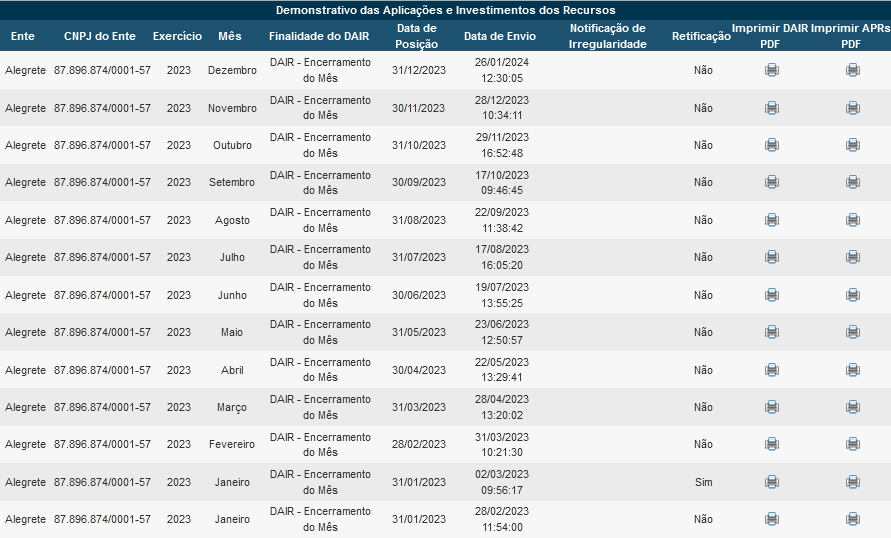 Demonstrativo das Aplicações e Investimentos dos Recursos
Ente CNPJ do Ente Exercício Mês Finalidade do DAIR Data de Posição Data de Envio Notificação de Irregularidade Retificação Imprimir DAIR PDF Imprimir APRs PDF
Alegrete 87.896.874/0001-57 2023 Dezembro DAIR - Encerramento do Mês 31/12/2023 26/01/2024 12:30:05 Não
Alegrete 87.896.874/0001-57 2023 Novembro DAIR - Encerramento do Mês 30/11/2023 28/12/2023 10:34:11 Não
Alegrete 87.896.874/0001-57 2023 Outubro DAIR - Encerramento do Mês 31/10/2023 29/11/2023 16:52:48 Não
Alegrete 87.896.874/0001-57 2023 Setembro DAIR - Encerramento do Mês 30/09/2023 17/10/2023 09:46:45 Não
Alegrete 87.896.874/0001-57 2023 Agosto DAIR - Encerramento do Mês 31/08/2023 22/09/2023 11:38:42 Não
Alegrete 87.896.874/0001-57 2023 Julho DAIR - Encerramento do Mês 31/07/2023 17/08/2023 16:05:20 Não
Alegrete 87.896.874/0001-57 2023 Junho DAIR - Encerramento do Mês 30/06/2023 19/07/2023 13:55:25 Não
Alegrete 87.896.874/0001-57 2023 Maio DAIR - Encerramento do Mês 31/05/2023 23/06/2023 12:50:57 Não
Alegrete 87.896.874/0001-57 2023 Abril DAIR - Encerramento do Mês 30/04/2023 22/05/2023 13:29:41 Não
Alegrete 87.896.874/0001-57 2023 Março DAIR - Encerramento do Mês 31/03/2023 28/04/2023 13:20:02 Não
Alegrete 87.896.874/0001-57 2023 Fevereiro DAIR - Encerramento do Mês 28/02/2023 31/03/2023 10:21:30 Não
Alegrete 87.896.874/0001-57 2023 Janeiro DAIR - Encerramento do Mês 31/01/2023 02/03/2023 09:56:17 Sim
Alegrete 87.896.874/0001-57 2023 Janeiro DAIR - Encerramento do Mês 31/01/2023 28/02/2023 11:54:00 Não